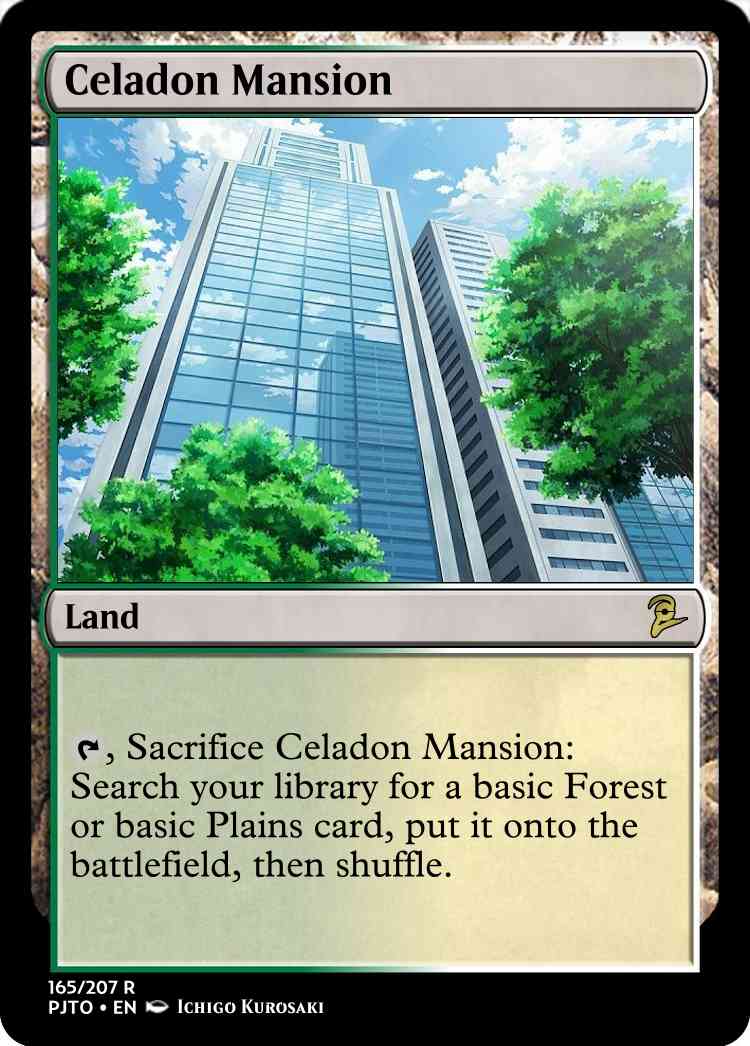 Celadon Mansion
Land
, Sacrifice Celadon Mansion:
Search your library for a basic Forest
or basic Plains card, put it onto the
battlefield, then shuffle.
165/207 R
PJTO • EN Ichigo Kurosaki